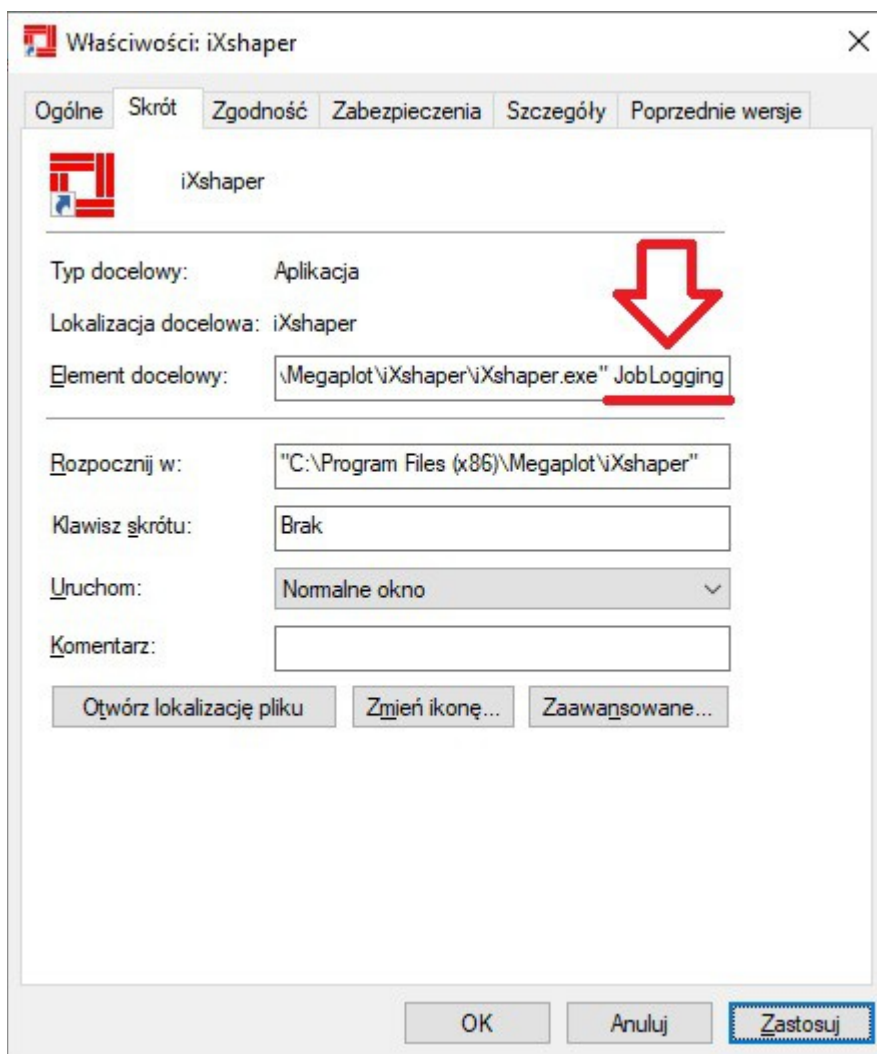 Właściwości: iXshaper
Ogólne Skrót Zgodność Zabezpieczenia Szczegóły Poprzednie wersje
iXshaper
Typ docelowy: Aplikacja
Lokalizacja docelowa: iXshaper
Element docelowy: \Megaplot\iXshaper\iXshaper.exe" JobLogging
Rozpocznij w: "C:\Program Files (x86)\Megaplot\iXshaper"
Klawisz skrótu: Brak
Uruchom: Normalne okno
Komentarz:
Otwórz lokalizację pliku Zmień ikonę... Zaawansowane...
OK Anuluj Zastosuj